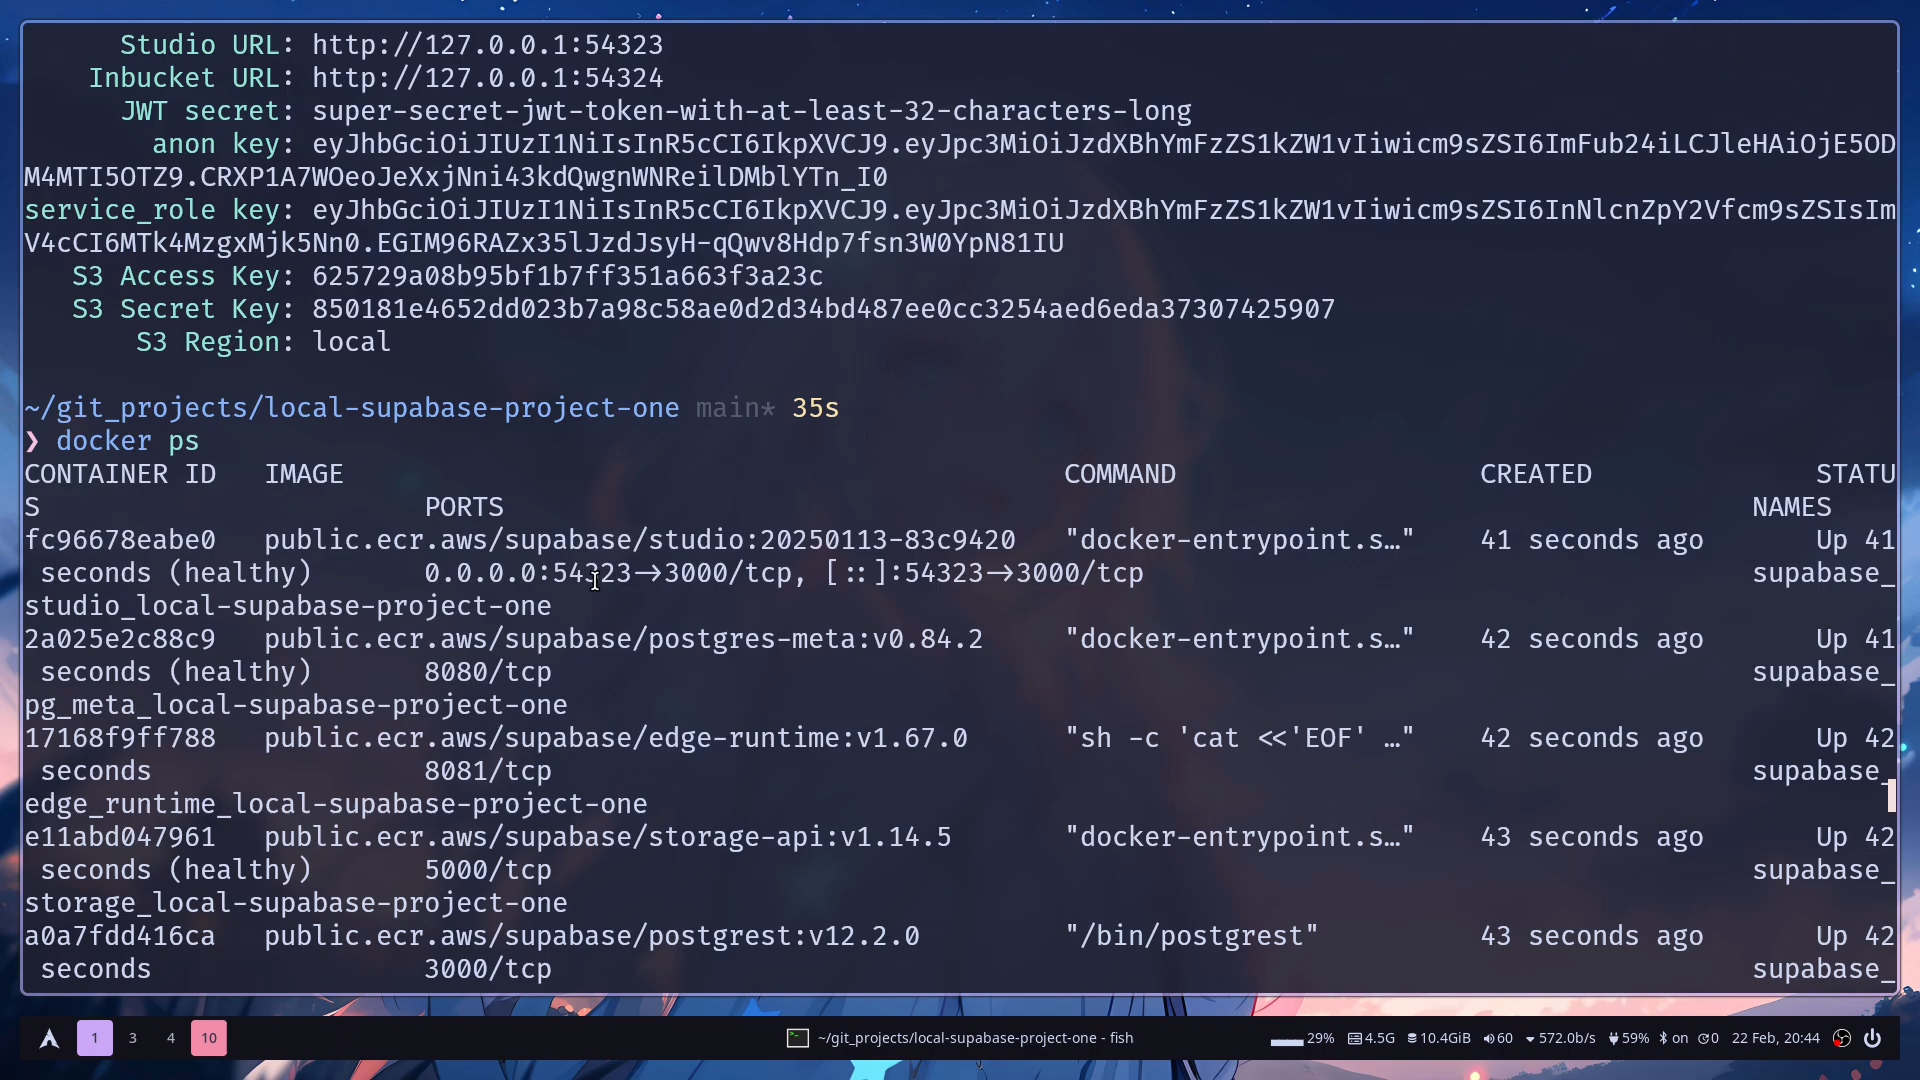 Studio URL: http://127.0.0.1:54323
Inbucket URL: http://127.0.0.1:54324
JWT secret: super-secret-jwt-token-with-at-least-32-characters-long
anon key: eyJhbGciOiJIUzI1NiIsInR5cCI6IkpXVCJ9.eyJpc3MiOiJzdXBhYmFzZS1kZW1vIiwicm9sZSI6ImFub24iLCJleHAiOjE5OD
M4MTI5OTZ9.CRXP1A7WOeoJeXxjNni43kdQwgnWNReilDMblYTn_I0
service_role key: eyJhbGciOiJIUzI1NiIsInR5cCI6IkpXVCJ9.eyJpc3MiOiJzdXBhYmFzZS1kZW1vIiwicm9sZSI6InNlcnZpY2Vfcm9sZSIsIm
V4cCI6MTk4MzgxMjk5Nn0.EGIM96RAZx35lJzdJsyH-qQwv8Hdp7fsn3W0YpN81IU
S3 Access Key: 625729a08b95bf1b7ff351a663f3a23c
S3 Secret Key: 850181e4652dd023b7a98c58ae0d2d34bd487ee0cc3254aed6eda37307425907
S3 Region: local
~/git_projects/local-supabase-project-one main* 35s
❯ docker ps
CONTAINER ID IMAGE COMMAND CREATED STATU
S PORTS NAMES
fc96678eabe0 public.ecr.aws/supabase/studio:20250113-83c9420 "docker-entrypoint.s…" 41 seconds ago Up 41
seconds (healthy) 0.0.0.0:54323->3000/tcp, [::]:54323->3000/tcp supabase_
studio_local-supabase-project-one
2a025e2c88c9 public.ecr.aws/supabase/postgres-meta:v0.84.2 "docker-entrypoint.s…" 42 seconds ago Up 41
seconds (healthy) 8080/tcp supabase_
pg_meta_local-supabase-project-one
17168f9ff788 public.ecr.aws/supabase/edge-runtime:v1.67.0 "sh -c 'cat <<'EOF' …" 42 seconds ago Up 42
seconds 8081/tcp supabase_
edge_runtime_local-supabase-project-one
e11abd047961 public.ecr.aws/supabase/storage-api:v1.14.5 "docker-entrypoint.s…" 43 seconds ago Up 42
seconds (healthy) 5000/tcp supabase_
storage_local-supabase-project-one
a0a7fdd416ca public.ecr.aws/supabase/postgrest:v12.2.0 "/bin/postgrest" 43 seconds ago Up 42
seconds 3000/tcp supabase_
1 3 4 10 ~/git_projects/local-supabase-project-one - fish 29% 4.5G 10.4GiB 60 572.0b/s 59% on 0 22 Feb, 20:44